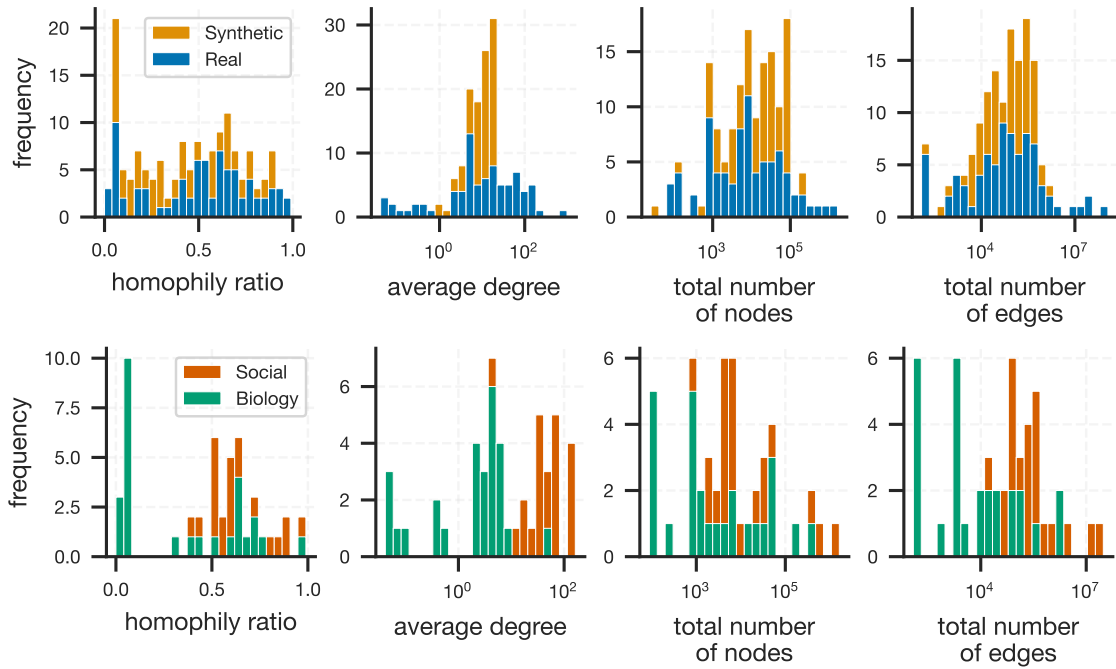 frequency
20
15
10
5
0
Synthetic
Real
0.0
0.5
1.0
homophily ratio
30
20
10
0
10^0
10^2
average degree
15
10
5
0
10^3
10^5
total number
of nodes
15
10
5
0
10^4
10^7
total number
of edges
frequency
10.0
7.5
5.0
2.5
0.0
Social
Biology
0.0
0.5
1.0
homophily ratio
6
4
2
0
10^0
10^2
average degree
6
4
2
0
10^3
10^5
total number
of nodes
6
4
2
0
10^4
10^7
total number
of edges